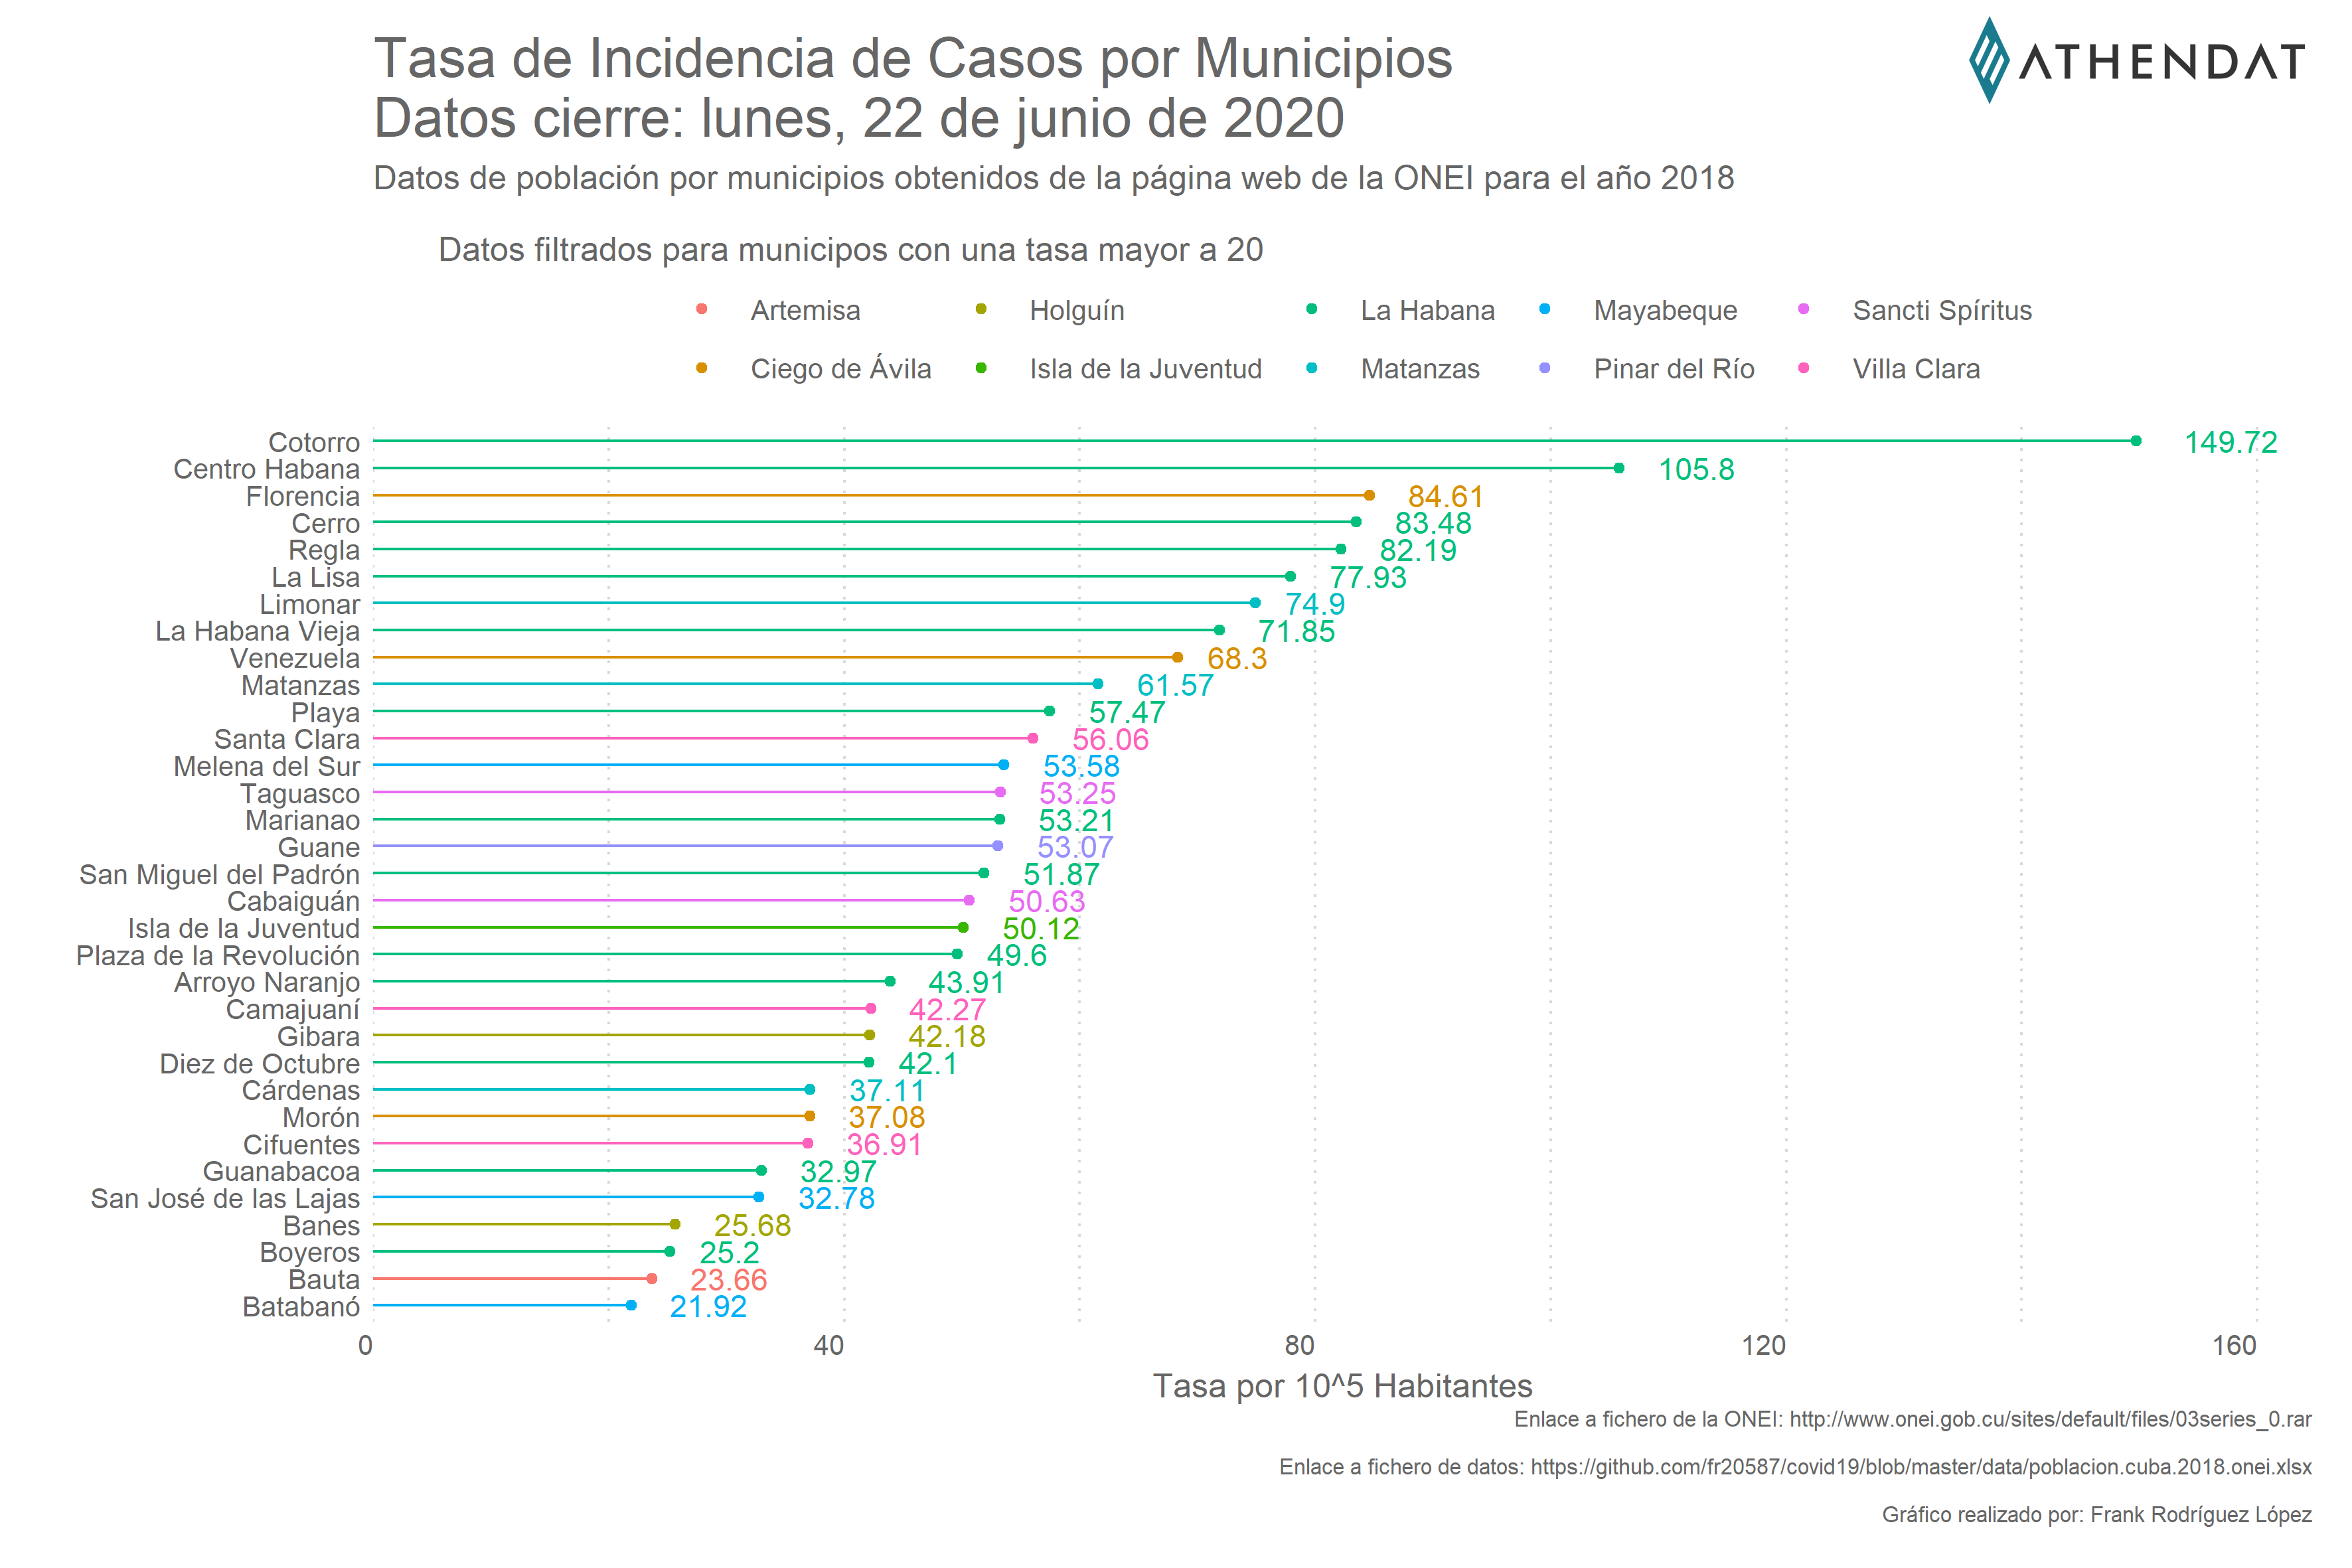 Tasa de Incidencia de Casos por Municipios
ATHENDAT
Datos cierre: lunes, 22 de junio de 2020
Datos de población por municipios obtenidos de la página web de la ONEI para el año 2018
Datos filtrados para municipos con una tasa mayor a 20
Artemisa Holguín La Habana Mayabeque Sancti Spíritus
Ciego de Ávila Isla de la Juventud Matanzas Pinar del Río Villa Clara
Cotorro 149.72
Centro Habana 105.8
Florencia 84.61
Cerro 83.48
Regla 82.19
La Lisa 77.93
Limonar 74.9
La Habana Vieja 71.85
Venezuela 68.3
Matanzas 61.57
Playa 57.47
Santa Clara 56.06
Melena del Sur 53.58
Taguasco 53.25
Marianao 53.21
Guane 53.07
San Miguel del Padrón 51.87
Cabaiguán 50.63
Isla de la Juventud 50.12
Plaza de la Revolución 49.6
Arroyo Naranjo 43.91
Camajuaní 42.27
Gibara 42.18
Diez de Octubre 42.1
Cárdenas 37.11
Morón 37.08
Cifuentes 36.91
Guanabacoa 32.97
San José de las Lajas 32.78
Banes 25.68
Boyeros 25.2
Bauta 23.66
Batabanó 21.92
0 40 80 120 160
Tasa por 10^5 Habitantes
Enlace a fichero de la ONEI: http://www.onei.gob.cu/sites/default/files/03series_0.rar
Enlace a fichero de datos: https://github.com/fr20587/covid19/blob/master/data/poblacion.cuba.2018.onei.xlsx
Gráfico realizado por: Frank Rodríguez López